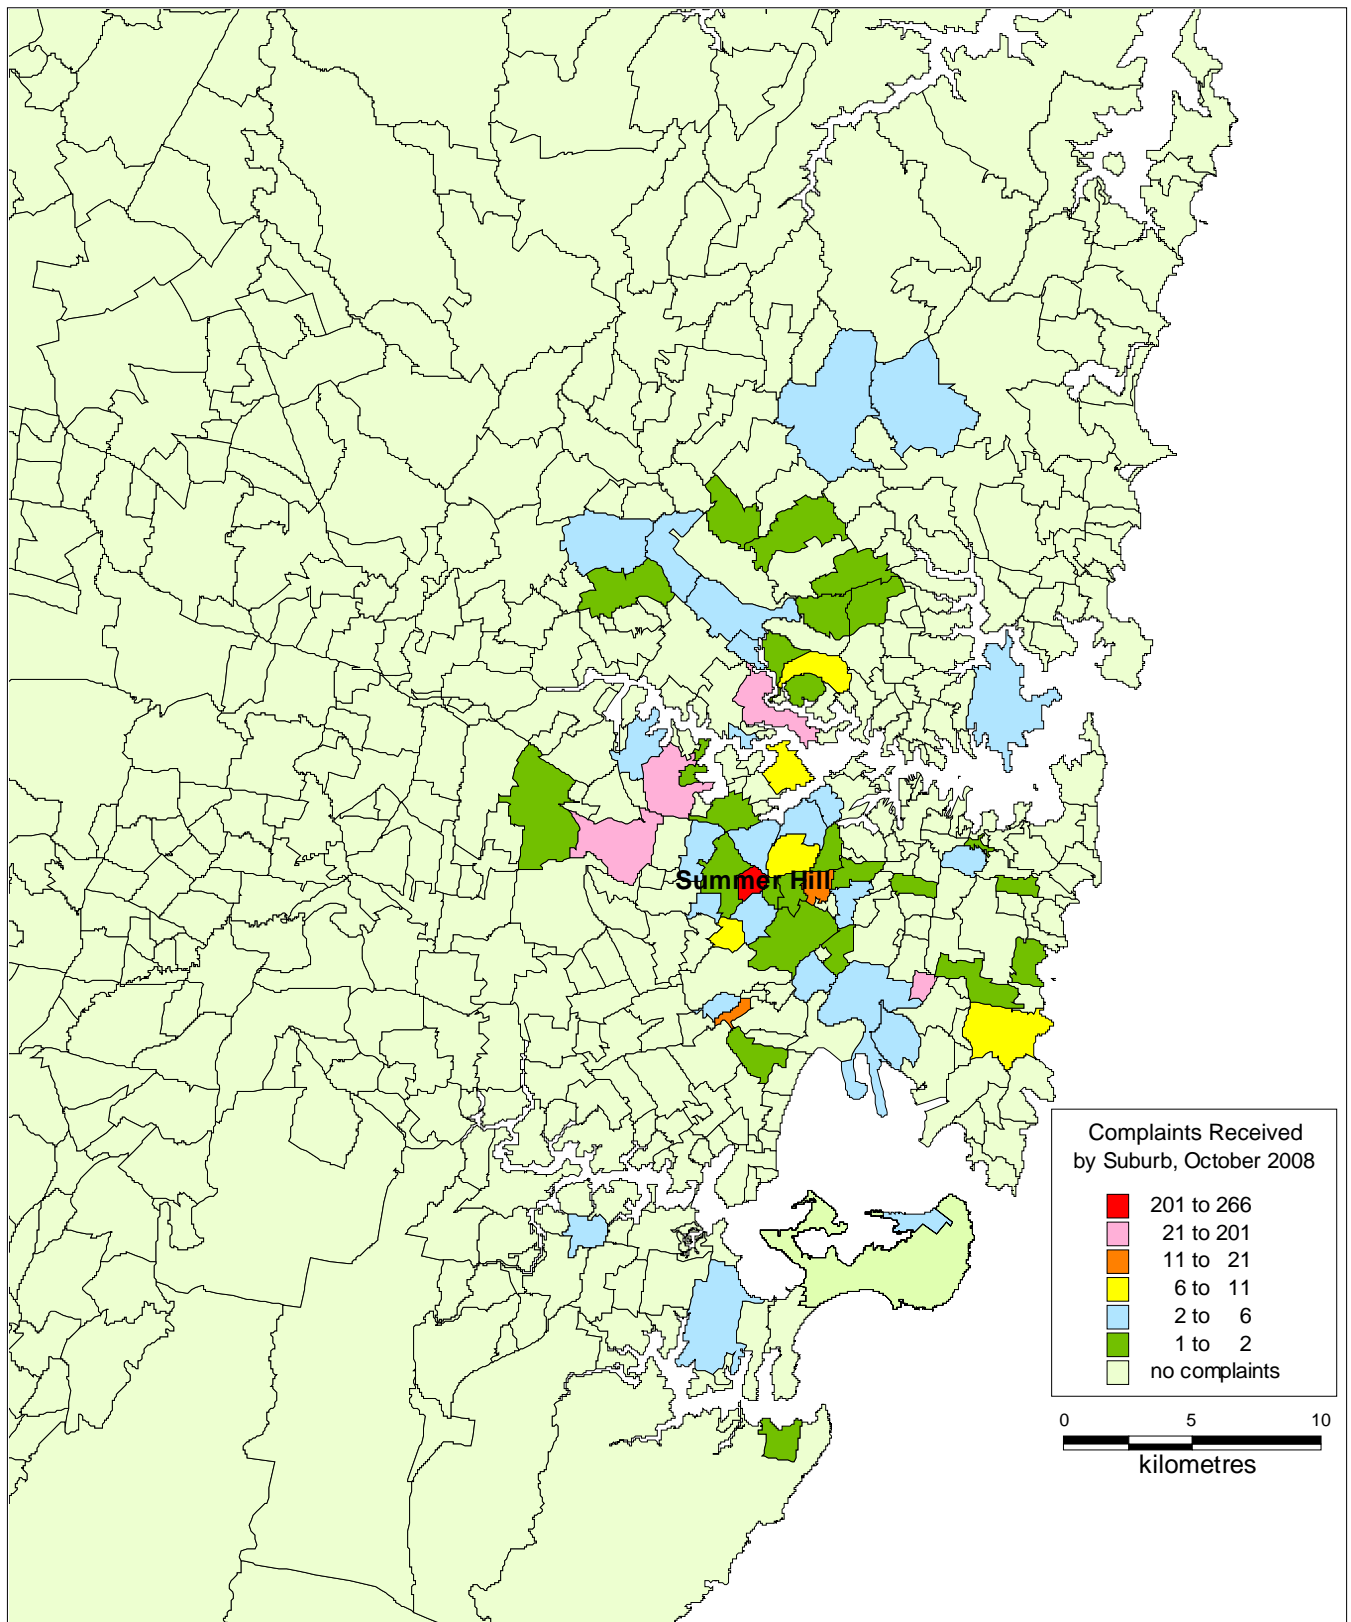 Summer Hill
Complaints Received
by Suburb, October 2008
201 to 266
21 to 201
11 to 21
6 to 11
2 to 6
1 to 2
no complaints
0 5 10
kilometres